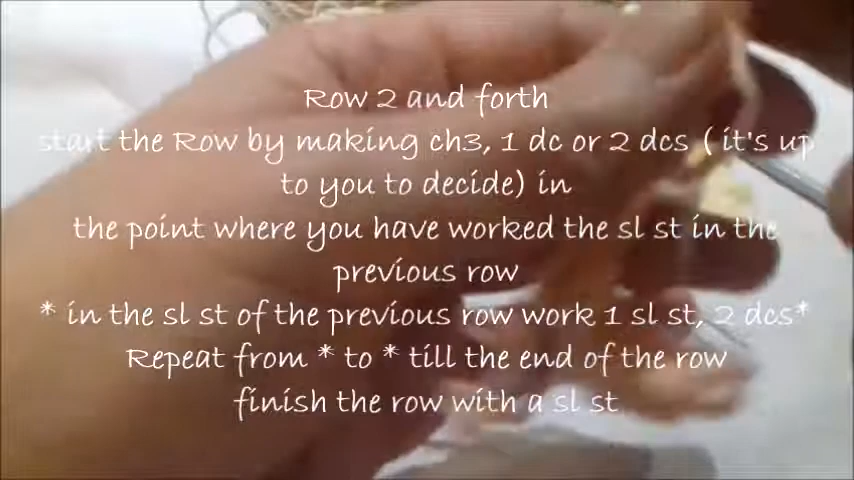 Row 2 and forth
start the Row by making ch3, 1 dc or 2 dcs ( it's up
to you to decide) in
the point where you have worked the sl st in the
previous row
* in the sl st of the previous row work 1 sl st, 2 dcs*
Repeat from * to * till the end of the row
finish the row with a sl st